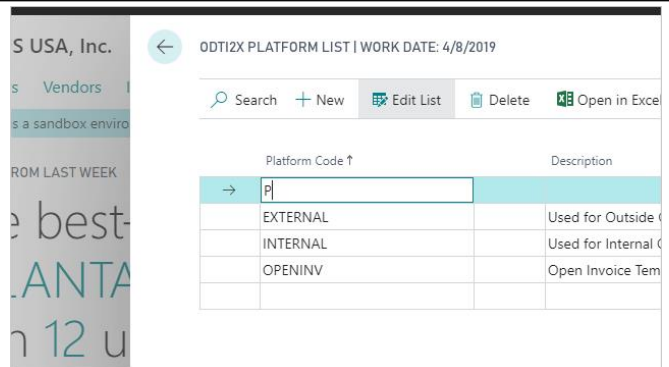 S USA, Inc.
ODTI2X PLATFORM LIST | WORK DATE: 4/8/2019
s Vendors
Search + New Edit List Delete Open in Excel
s a sandbox enviro
Platform Code ↑ Description
ROM LAST WEEK
→ P
EXTERNAL Used for Outside
e best-
INTERNAL Used for Internal
OPENINV Open Invoice Tem
LANTA
n 12 u